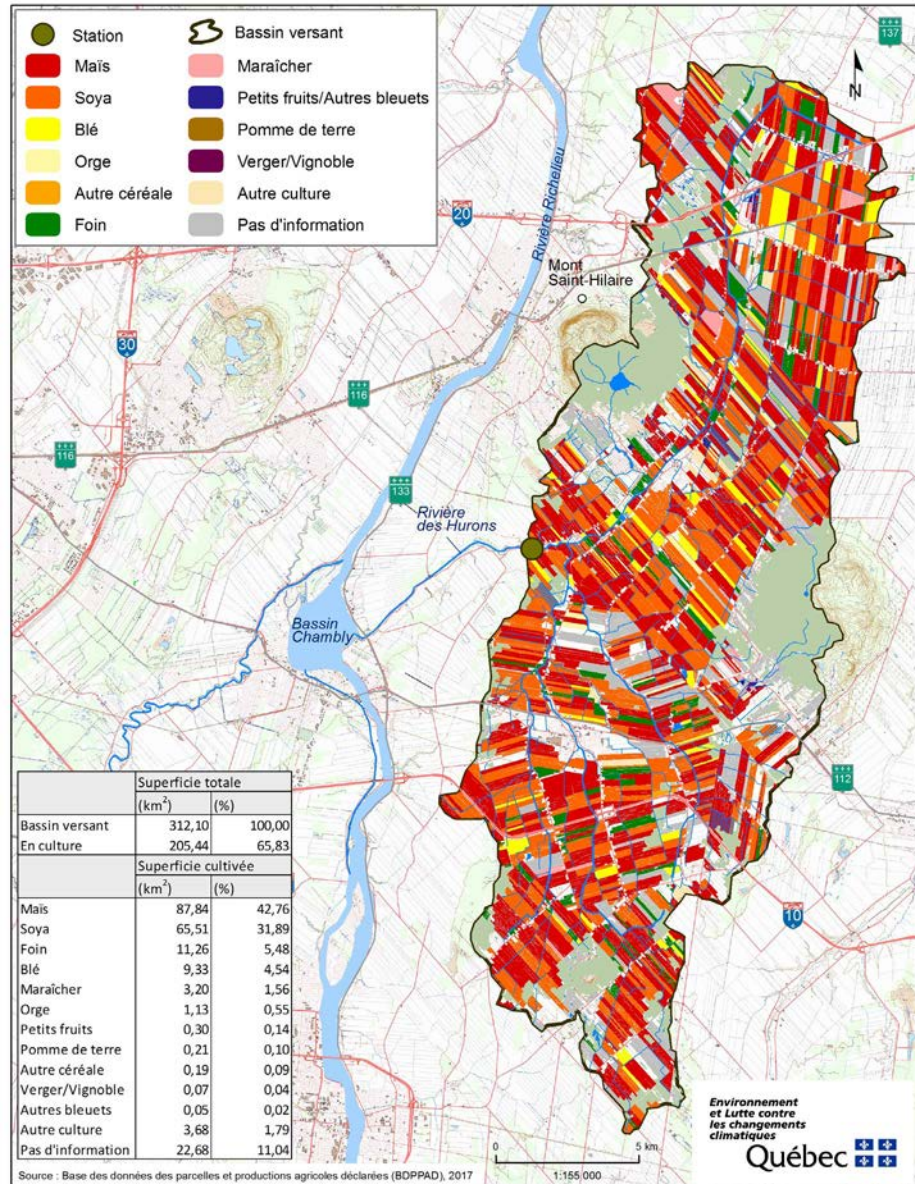 Station
Bassin versant
Maïs
Maraîcher
Soya
Petits fruits/Autres bleuets
Blé
Pomme de terre
Orge
Verger/Vignoble
Autre céréale
Autre culture
Foin
Pas d'information
137
N
20
Rivière Richelieu
Mont
Saint-Hilaire
30
116
116
133
Rivière
des Hurons
Bassin
Chambly
112
10
Superficie totale
(km²) (%)
Bassin versant 312,10 100,00
En culture 205,44 65,83
Superficie cultivée
(km²) (%)
Maïs 87,84 42,76
Soya 65,51 31,89
Foin 11,26 5,48
Blé 9,33 4,54
Maraîcher 3,20 1,56
Orge 1,13 0,55
Petits fruits 0,30 0,14
Pomme de terre 0,21 0,10
Autre céréale 0,19 0,09
Verger/Vignoble 0,07 0,04
Autres bleuets 0,05 0,02
Autre culture 3,68 1,79
Pas d'information 22,68 11,04
Environnement
et Lutte contre
les changements
climatiques
Québec
0 5 km
1:155 000
Source : Base des données des parcelles et productions agricoles déclarées (BDPPAD), 2017